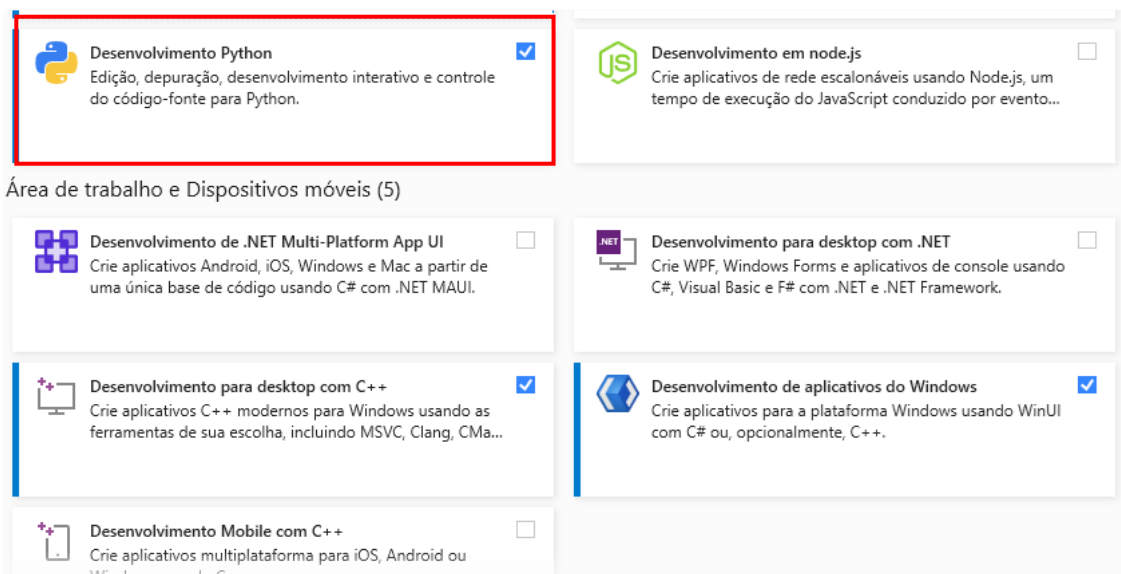 Desenvolvimento Python
Edição, depuração, desenvolvimento interativo e controle
do código-fonte para Python.
JS
Desenvolvimento em node.js
Crie aplicativos de rede escalonáveis usando Node.js, um
tempo de execução do JavaScript conduzido por evento...
Área de trabalho e Dispositivos móveis (5)
Desenvolvimento de .NET Multi-Platform App UI
Crie aplicativos Android, iOS, Windows e Mac a partir de
uma única base de código usando C# com .NET MAUI.
.NET
Desenvolvimento para desktop com .NET
Crie WPF, Windows Forms e aplicativos de console usando
C#, Visual Basic e F# com .NET e .NET Framework.
Desenvolvimento para desktop com C++
Crie aplicativos C++ modernos para Windows usando as
ferramentas de sua escolha, incluindo MSVC, Clang, CMa...
Desenvolvimento de aplicativos do Windows
Crie aplicativos para a plataforma Windows usando WinUI
com C# ou, opcionalmente, C++.
Desenvolvimento Mobile com C++
Crie aplicativos multiplataforma para iOS, Android ou